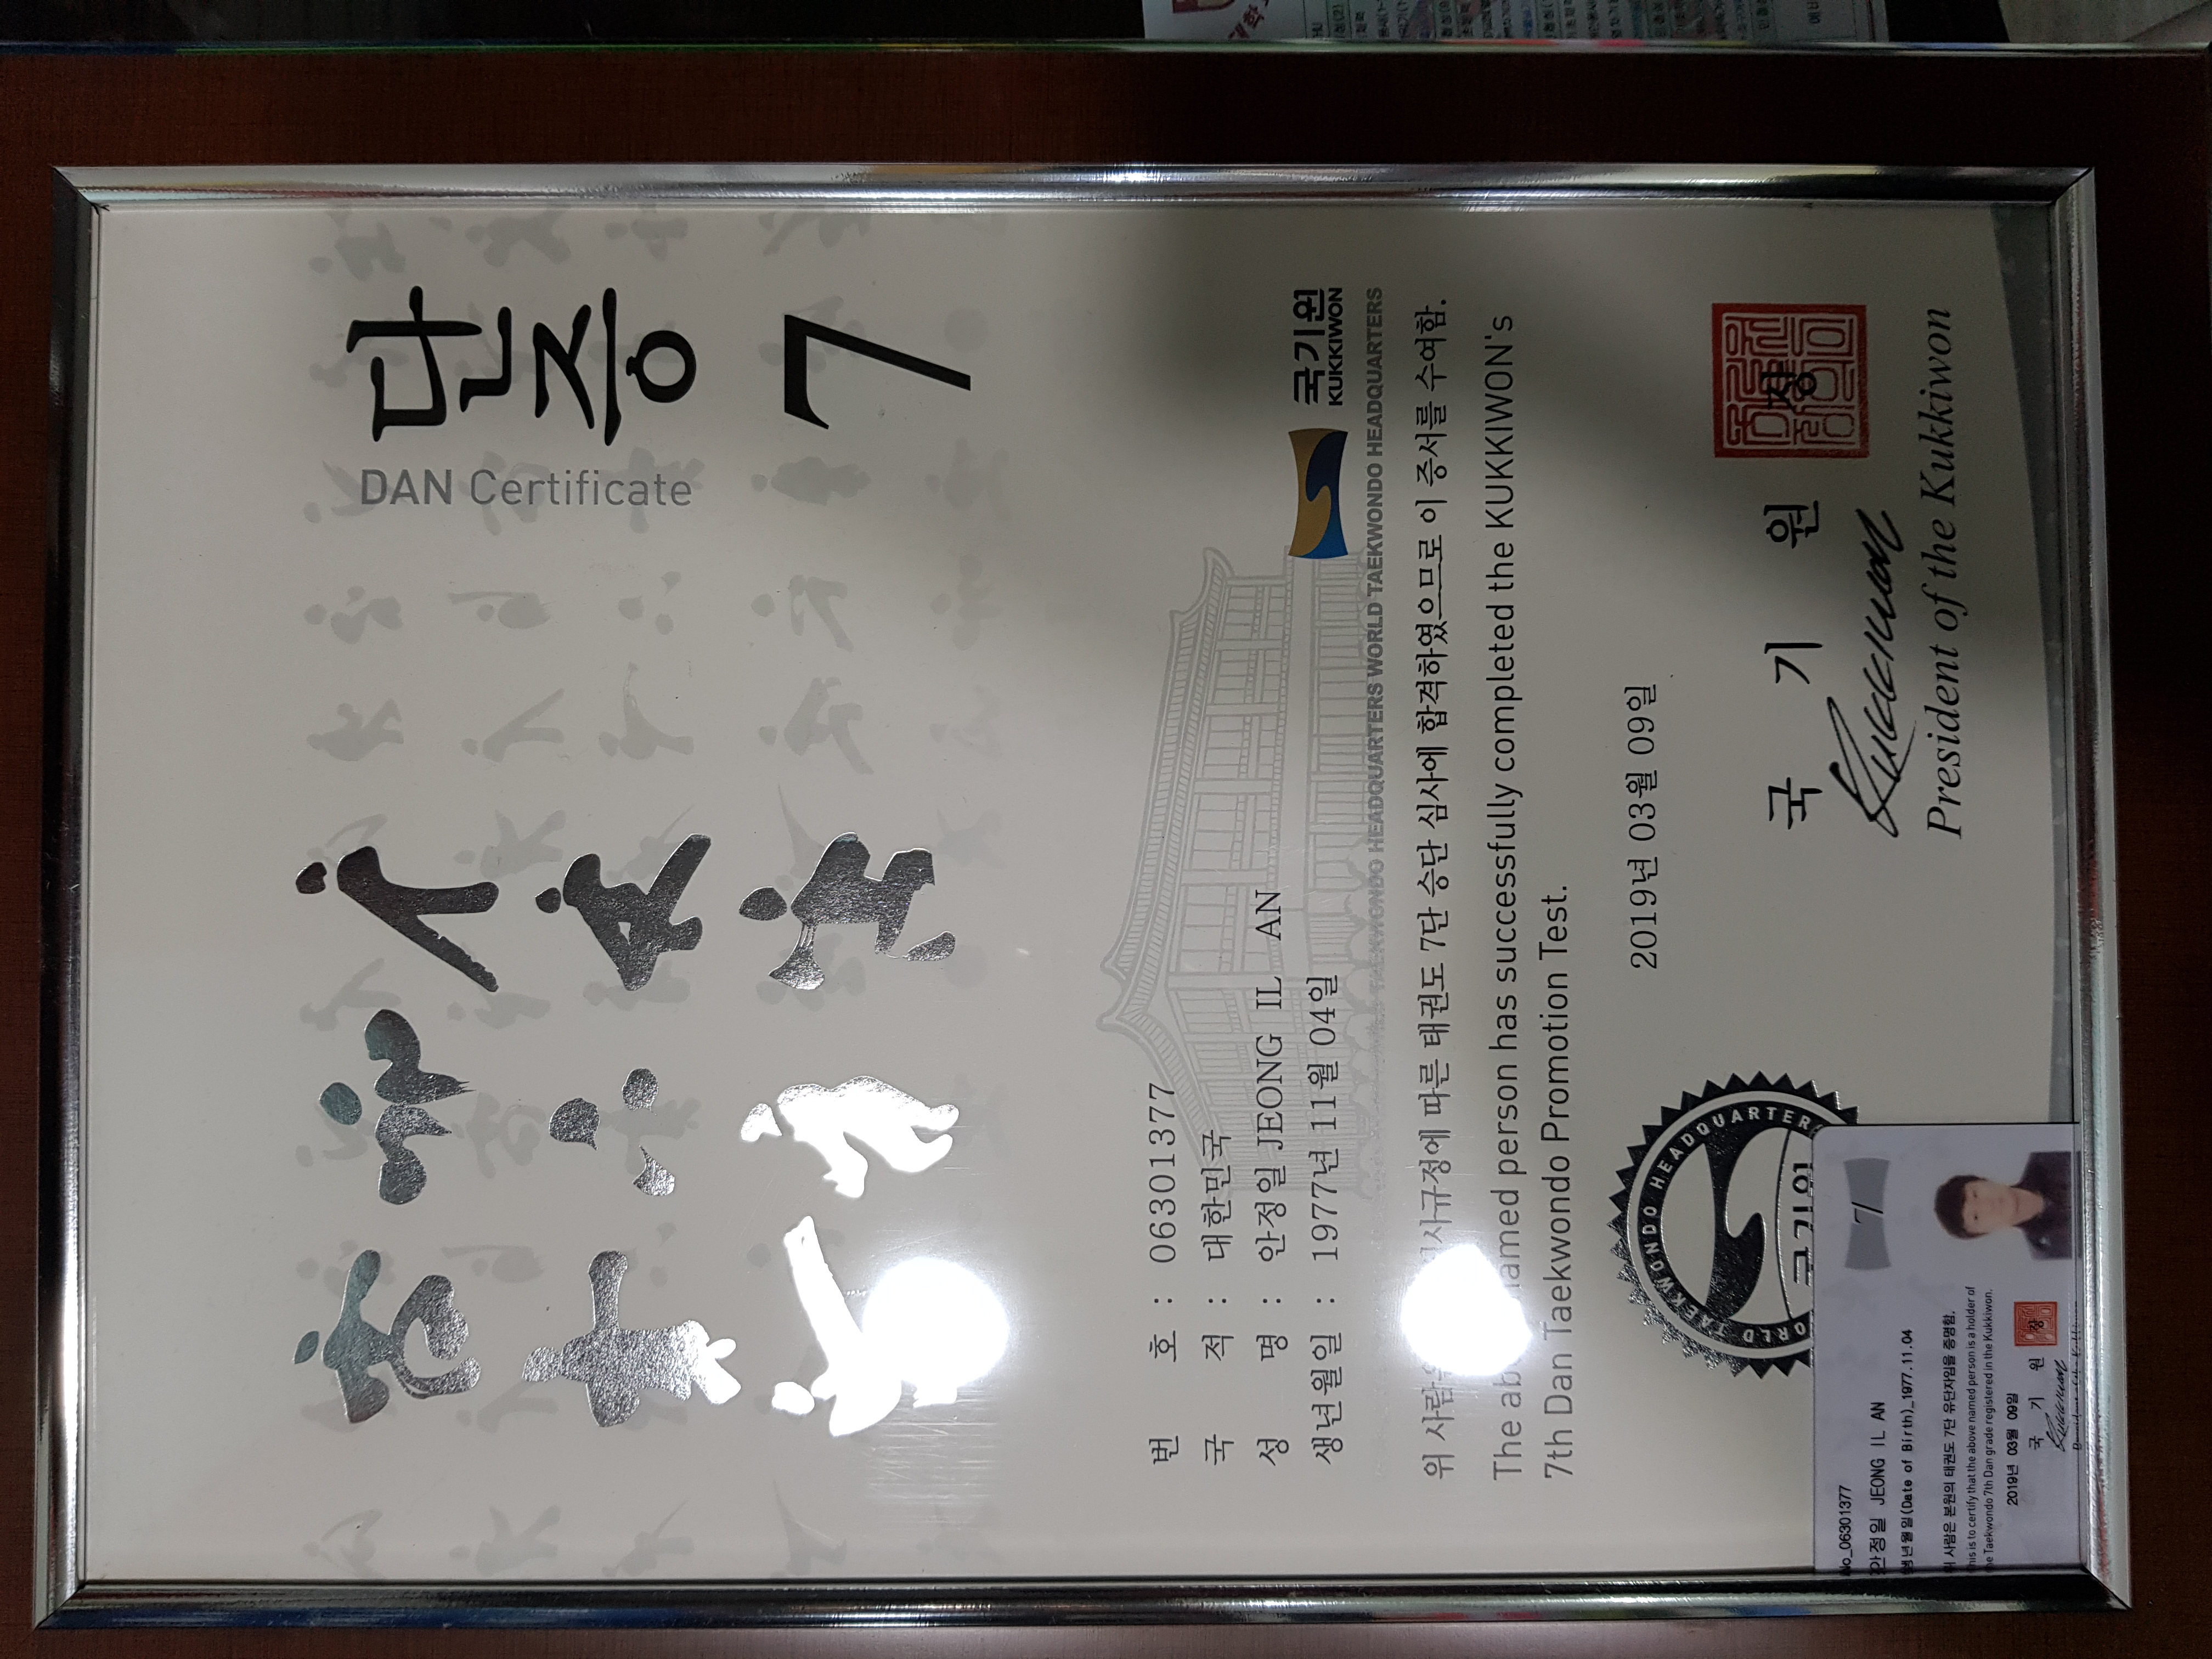 단증
DAN Certificate
7
번 호 : 06301377
국 적 : 대한민국
성 명 : 안정일 JEONG IL AN
생년월일 : 1977년 11월 04일
국기원
KUKKIWON
WORLD TAEKWONDO HEADQUARTERS WORLD TAEKWONDO HEADQUARTERS
위 사람은 심사규정에 따른 태권도 7단 승단 심사에 합격하였으므로 이 증서를 수여함.
The above named person has successfully completed the KUKKIWON's
7th Dan Taekwondo Promotion Test.
2019년 03월 09일
국 기 원 장
Kukkiwon
President of the Kukkiwon
WORLD TAEKWONDO HEADQUARTERS
국기원
7
No_06301377
안정일 JEONG IL AN
생년월일(Date of Birth)_1977.11.04
위 사람은 본원의 태권도 7단 유단자임을 증명함.
This is to certify that the above named person is a holder of
the Taekwondo 7th Dan grade registered in the Kukkiwon.
2019년 03월 09일
국 기 원 장